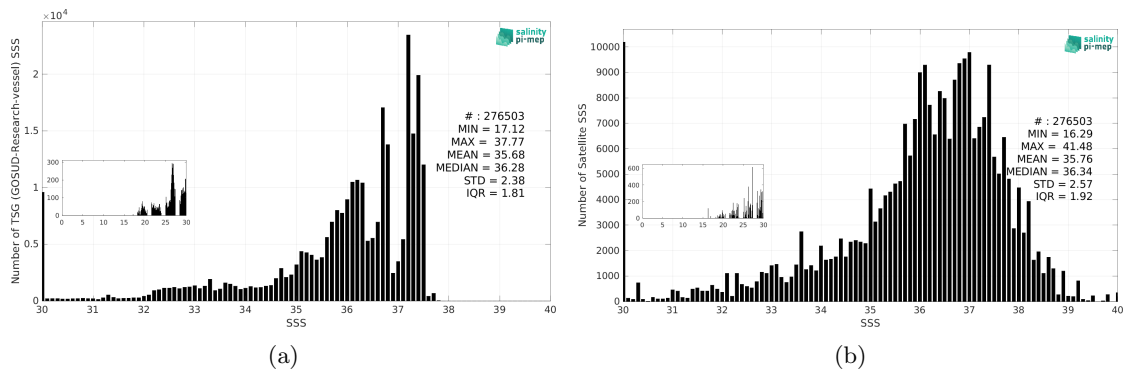 ×10⁴
salinity
pi-mep
Number of TSG (GOSUD-Research-vessel) SSS
2
1.5
1
0.5
0
# : 276503
MIN = 17.12
MAX = 37.77
MEAN = 35.68
MEDIAN = 36.28
STD = 2.38
IQR = 1.81
300
200
100
0
0 5 10 15 20 25 30
30 31 32 33 34 35 36 37 38 39 40
SSS
(a)
salinity
pi-mep
Number of Satellite SSS
10000
9000
8000
7000
6000
5000
4000
3000
2000
1000
0
# : 276503
MIN = 16.29
MAX = 41.48
MEAN = 35.76
MEDIAN = 36.34
STD = 2.57
IQR = 1.92
600
400
200
0
0 5 10 15 20 25 30
30 31 32 33 34 35 36 37 38 39 40
SSS
(b)